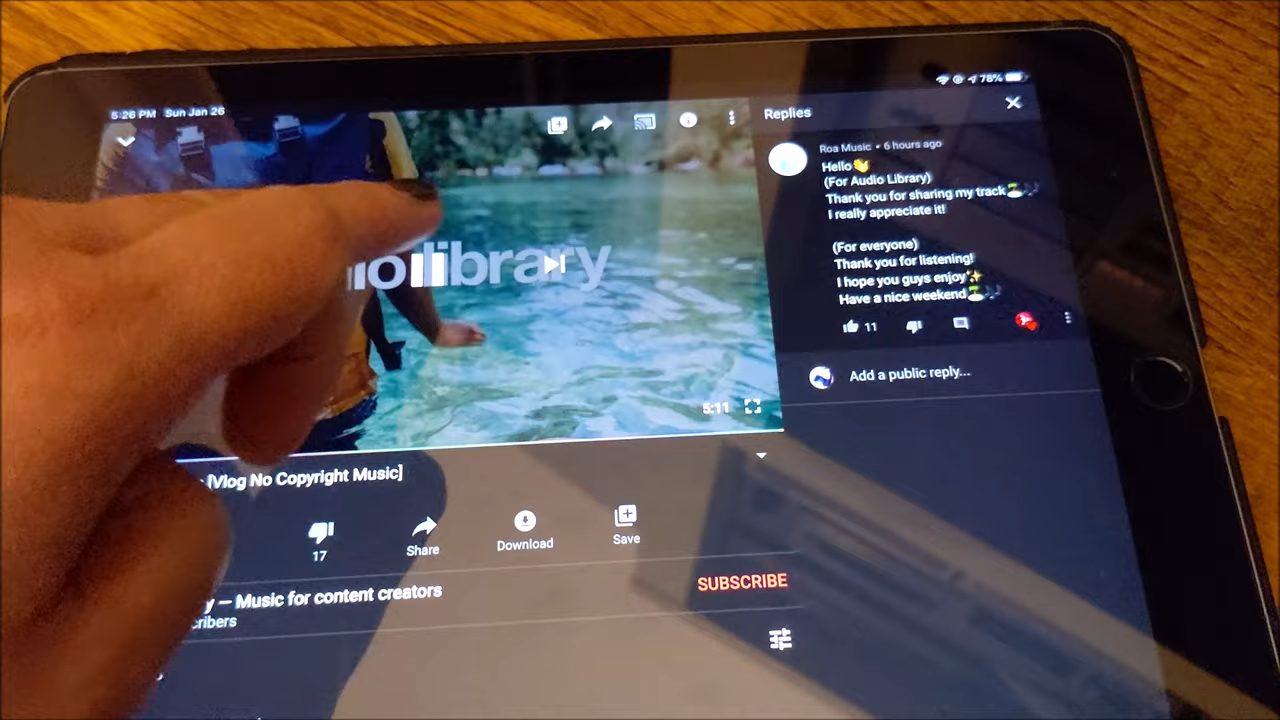 5:26 PM Sun Jan 26
78%
Replies
Roa Music • 6 hours ago
Hello👋
(For Audio Library)
Thank you for sharing my track🏝🎶
I really appreciate it!
(For everyone)
Thank you for listening!
I hope you guys enjoy✨
Have a nice weekend🏝🎶
11
Add a public reply...
library
5:11
[Vlog No Copyright Music]
17
Share
Download
Save
– Music for content creators
SUBSCRIBE